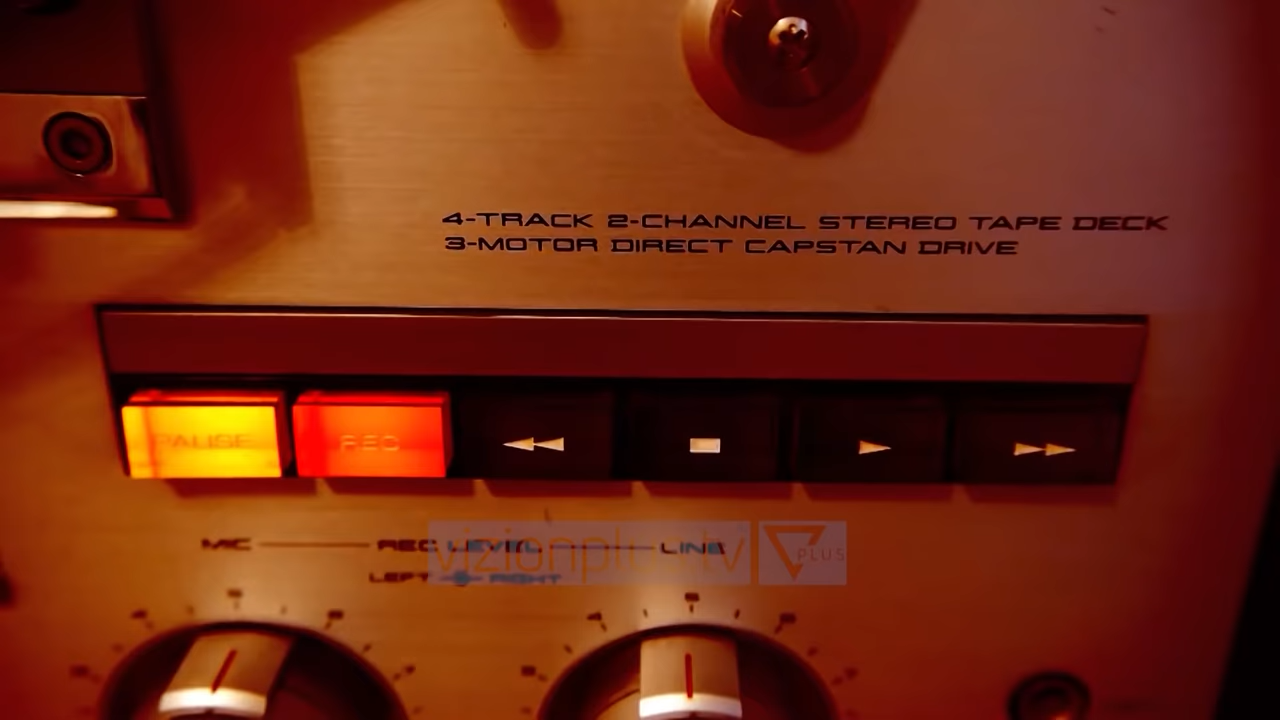 4-TRACK 2-CHANNEL STEREO TAPE DECK
3-MOTOR DIRECT CAPSTAN DRIVE
PAUSE REC
MIC REC LEVEL LINE
vizionplus.tv PLUS
LEFT RIGHT